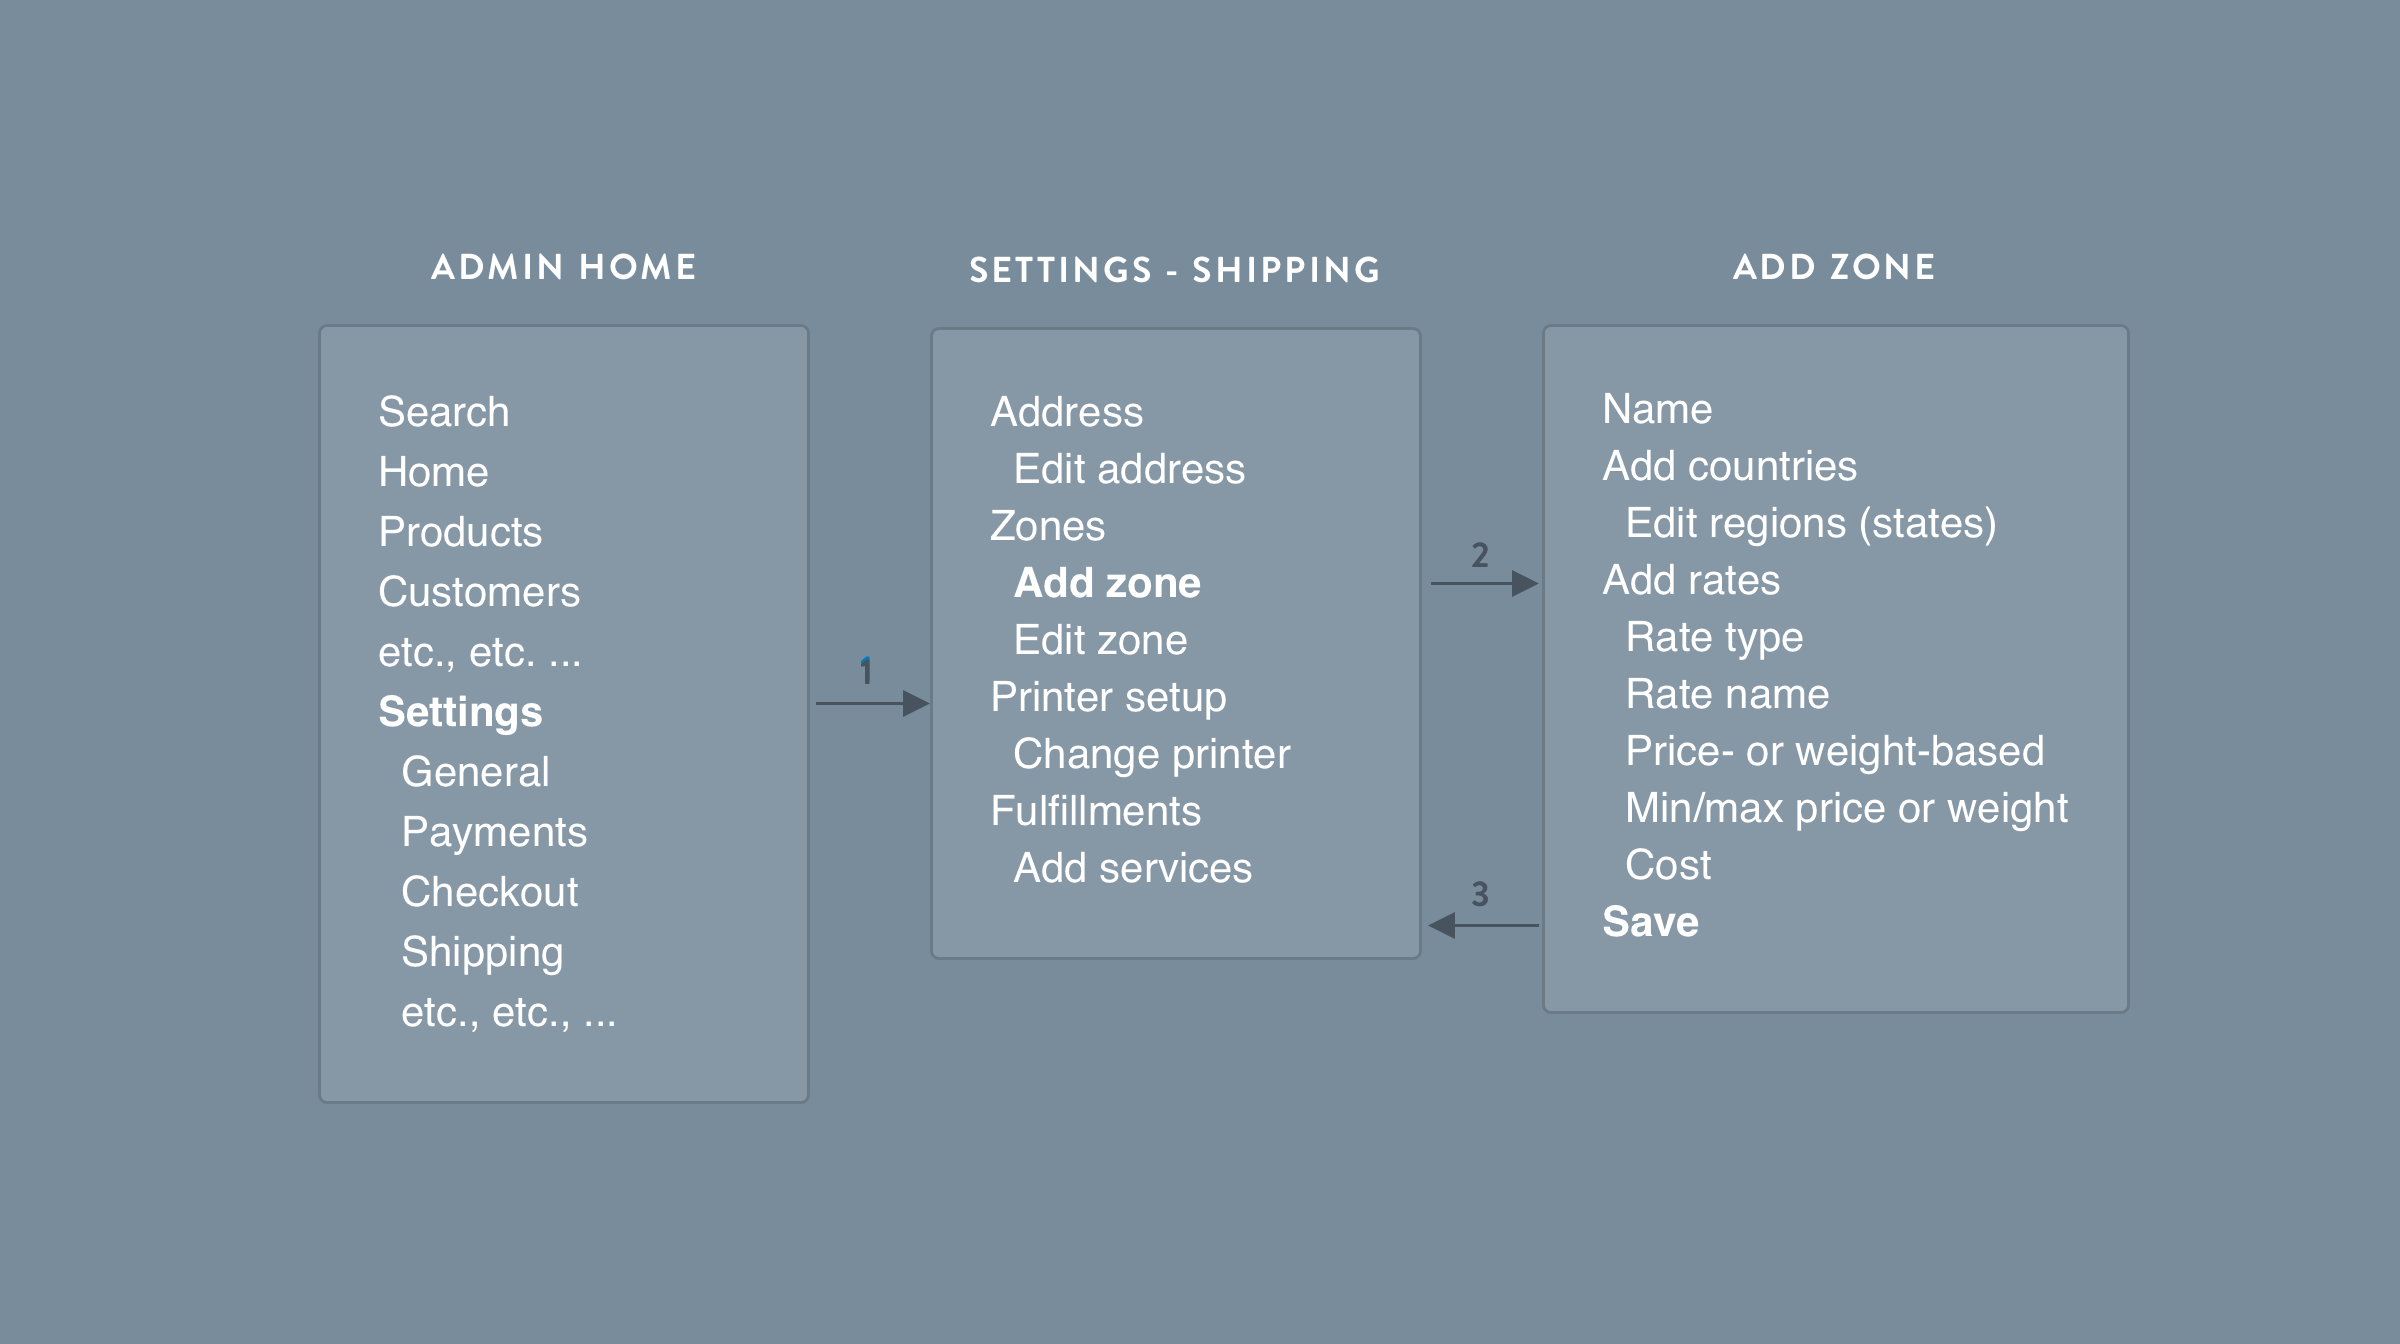 ADMIN HOME
Search
Home
Products
Customers
etc., etc. ...
Settings
General
Payments
Checkout
Shipping
etc., etc., ...
1
SETTINGS - SHIPPING
Address
Edit address
Zones
Add zone
Edit zone
Printer setup
Change printer
Fulfillments
Add services
2
3
ADD ZONE
Name
Add countries
Edit regions (states)
Add rates
Rate type
Rate name
Price- or weight-based
Min/max price or weight
Cost
Save